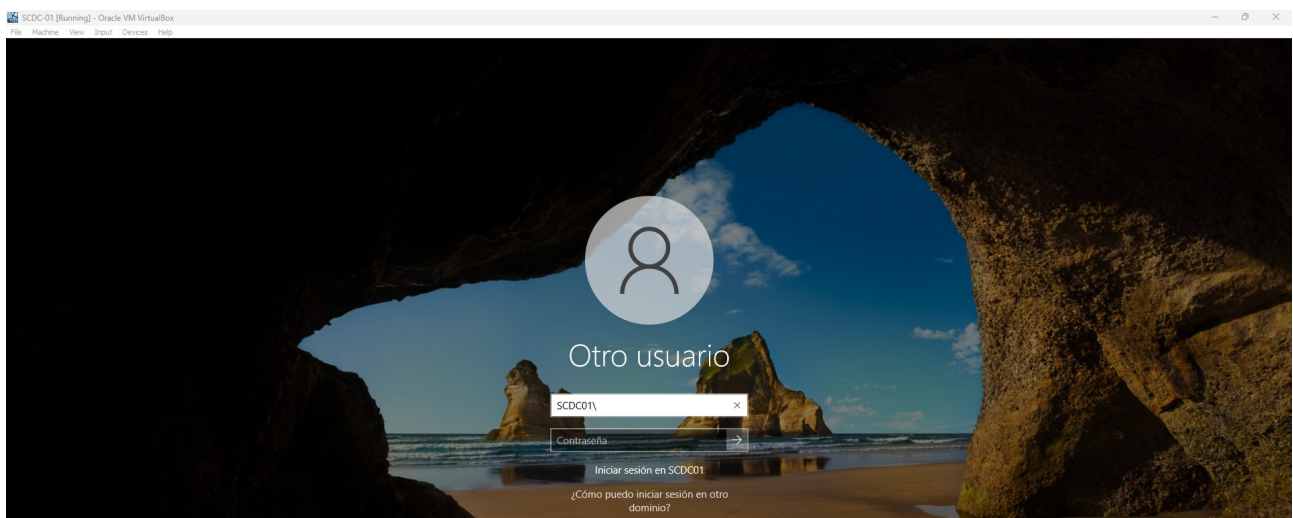 SCDC-01 [Running] - Oracle VM VirtualBox
File Machine View Input Devices Help
Otro usuario
SCDC01\
Contraseña
Iniciar sesión en SCDC01
¿Cómo puedo iniciar sesión en otro
dominio?